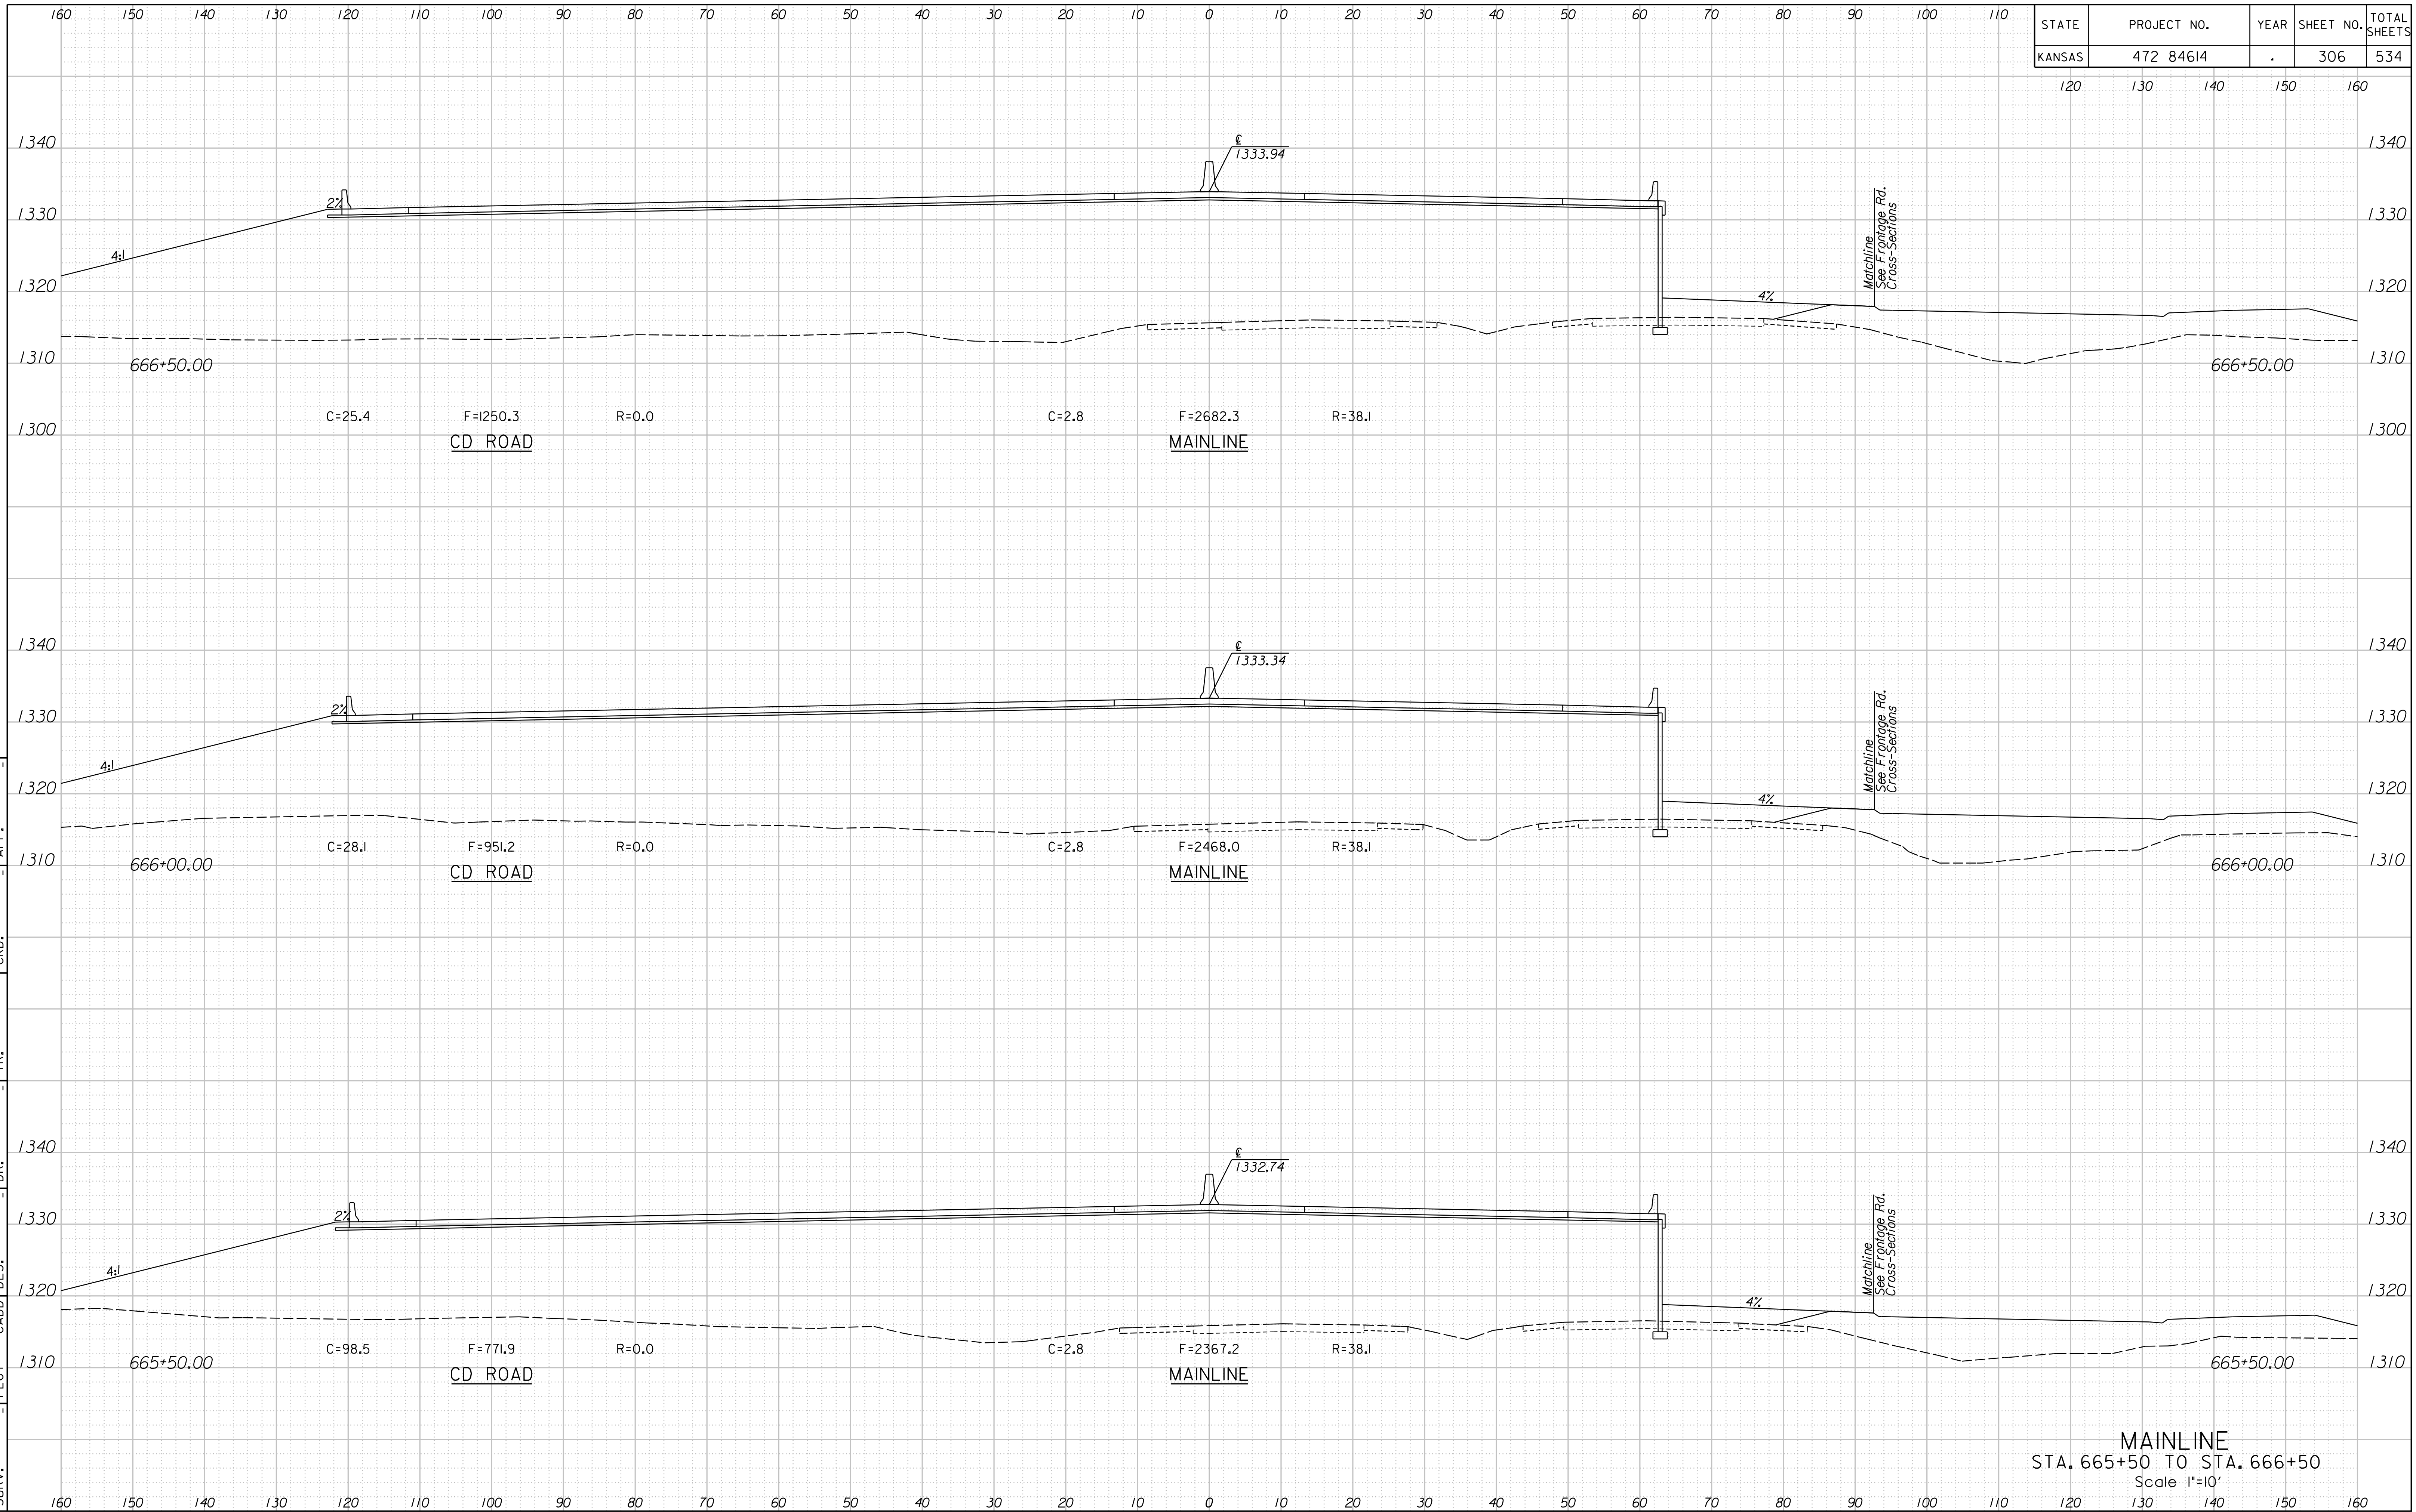 160 150 140 130 120 110 100 90 80 70 60 50 40 30 20 10 0 10 20 30 40 50 60 70 80 90 100 110
STATE PROJECT NO. YEAR SHEET NO. TOTAL SHEETS
KANSAS 472 84614 . 306 534
120 130 140 150 160
1340 1340
℄
1333.94
2%
1330 1330
4:1
Matchline
See Frontage Rd.
Cross-Sections
1320 1320
4%
1310 1310
666+50.00 666+50.00
C=25.4 F=1250.3 R=0.0 C=2.8 F=2682.3 R=38.1
1300 1300
CD ROAD MAINLINE
1340 1340
℄
1333.34
2%
1330 1330
4:1
Matchline
See Frontage Rd.
Cross-Sections
1320 1320
4%
C=28.1 F=951.2 R=0.0 C=2.8 F=2468.0 R=38.1
1310 1310
666+00.00 666+00.00
CD ROAD MAINLINE
1340 1340
℄
1332.74
2%
1330 1330
4:1
Matchline
See Frontage Rd.
Cross-Sections
1320 1320
4%
C=98.5 F=771.9 R=0.0 C=2.8 F=2367.2 R=38.1
1310 1310
665+50.00 665+50.00
CD ROAD MAINLINE
MAINLINE
STA. 665+50 TO STA. 666+50
Scale 1"=10'
160 150 140 130 120 110 100 90 80 70 60 50 40 30 20 10 0 10 20 30 40 50 60 70 80 90 100 110 120 130 140 150 160